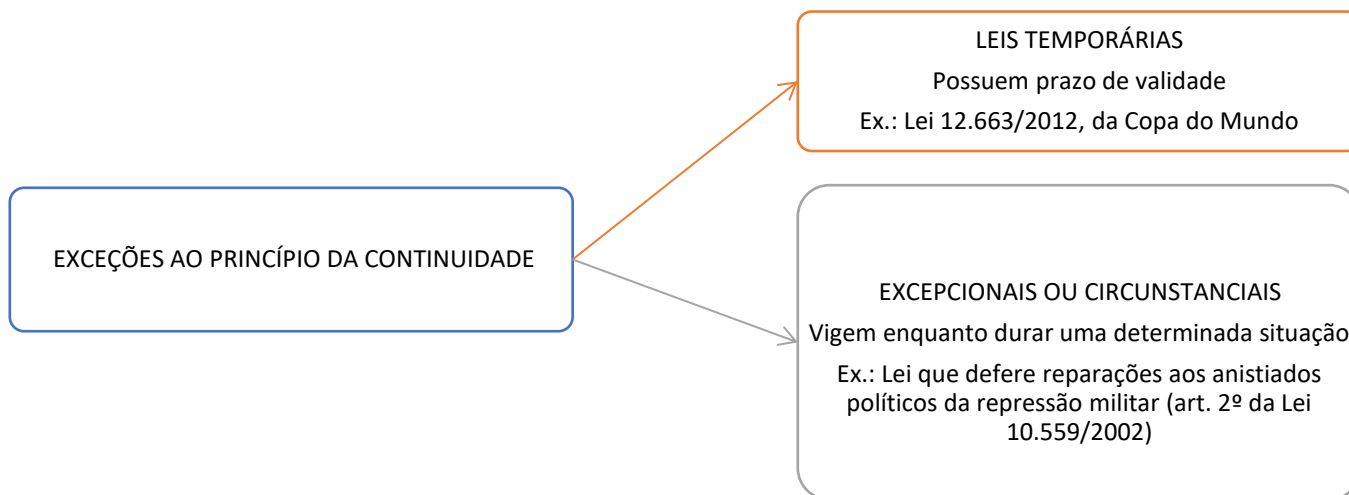 LEIS TEMPORÁRIAS
Possuem prazo de validade
Ex.: Lei 12.663/2012, da Copa do Mundo
EXCEÇÕES AO PRINCÍPIO DA CONTINUIDADE
EXCEPCIONAIS OU CIRCUNSTANCIAIS
Vigem enquanto durar uma determinada situação
Ex.: Lei que defere reparações aos anistiados
políticos da repressão militar (art. 2º da Lei
10.559/2002)